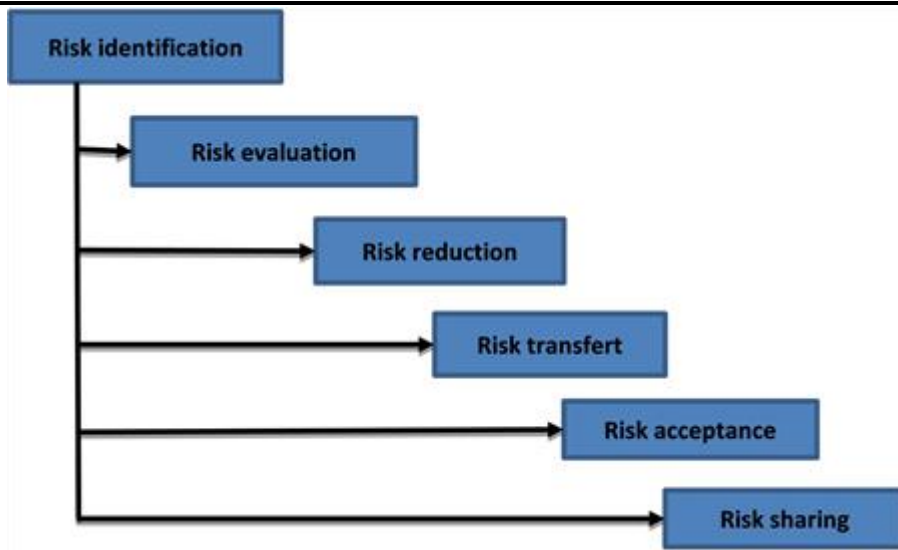 Risk identification
Risk evaluation
Risk reduction
Risk transfert
Risk acceptance
Risk sharing